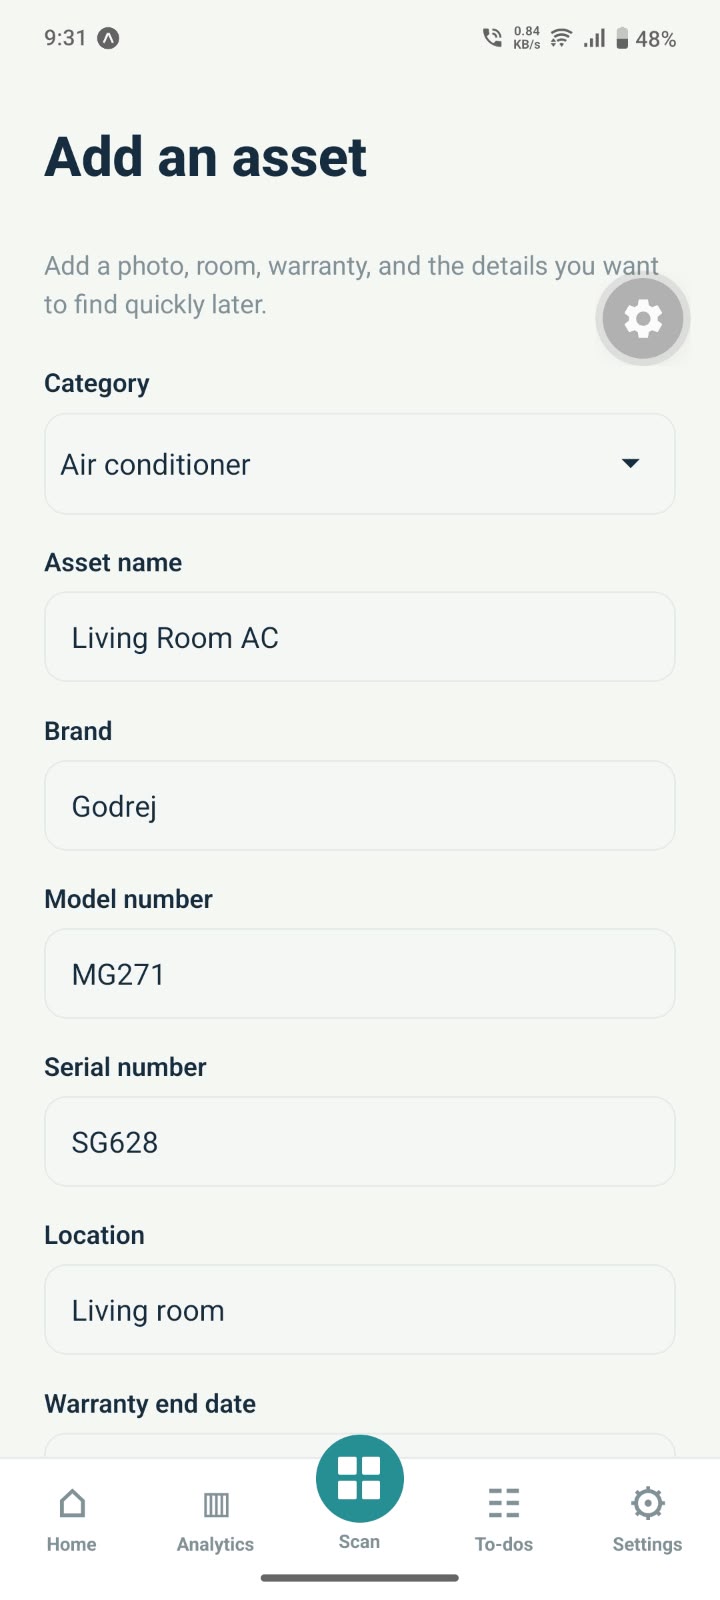 9:31
0.84
KB/s
48%
Add an asset
Add a photo, room, warranty, and the details you want
to find quickly later.
Category
Air conditioner
Asset name
Living Room AC
Brand
Godrej
Model number
MG271
Serial number
SG628
Location
Living room
Warranty end date
Home
Analytics
Scan
To-dos
Settings